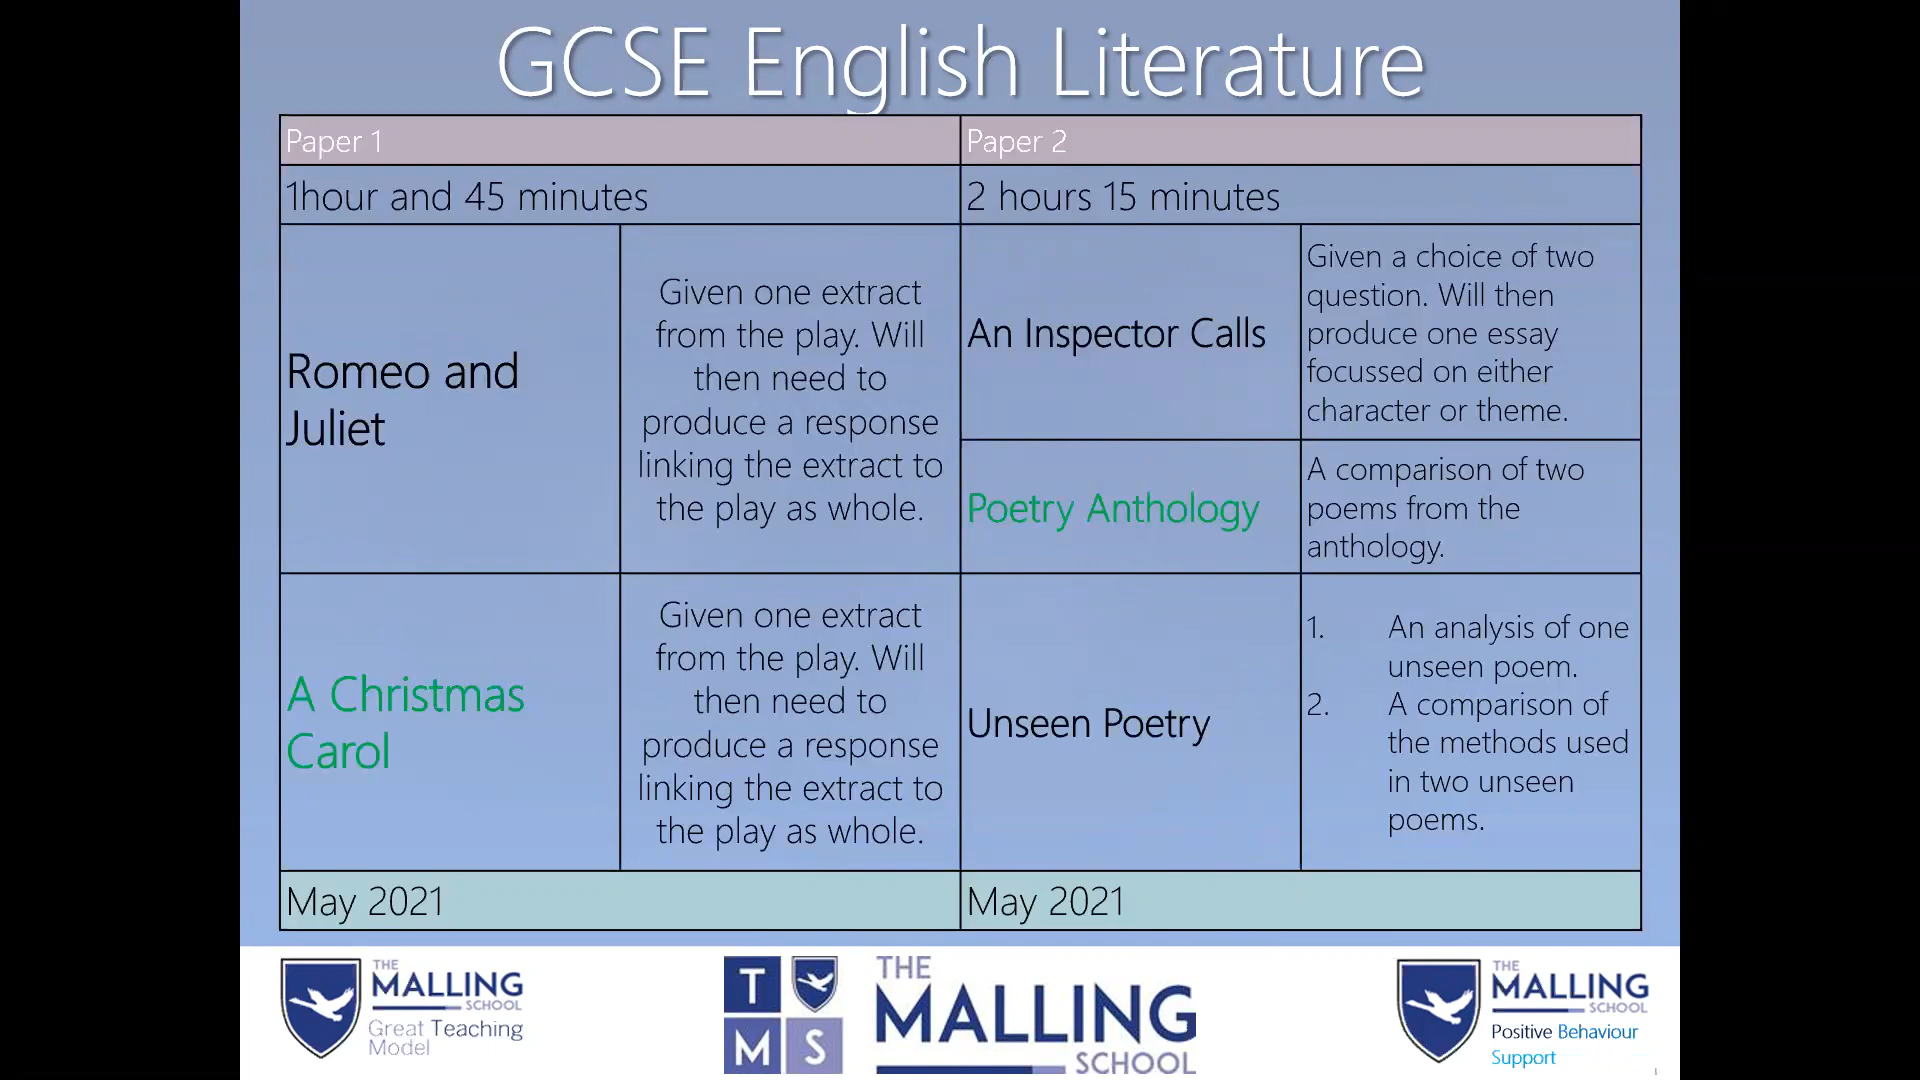 GCSE English Literature
Paper 1
Paper 2
1hour and 45 minutes
2 hours 15 minutes
Romeo and
Juliet
Given one extract
from the play. Will
then need to
produce a response
linking the extract to
the play as whole.
An Inspector Calls
Given a choice of two
question. Will then
produce one essay
focussed on either
character or theme.
Poetry Anthology
A comparison of two
poems from the
anthology.
A Christmas
Carol
Given one extract
from the play. Will
then need to
produce a response
linking the extract to
the play as whole.
Unseen Poetry
1. An analysis of one
unseen poem.
2. A comparison of
the methods used
in two unseen
poems.
May 2021
May 2021
THE
MALLING
SCHOOL
Great Teaching
Model
T
M S
THE
MALLING
SCHOOL
THE
MALLING
SCHOOL
Positive Behaviour
Support